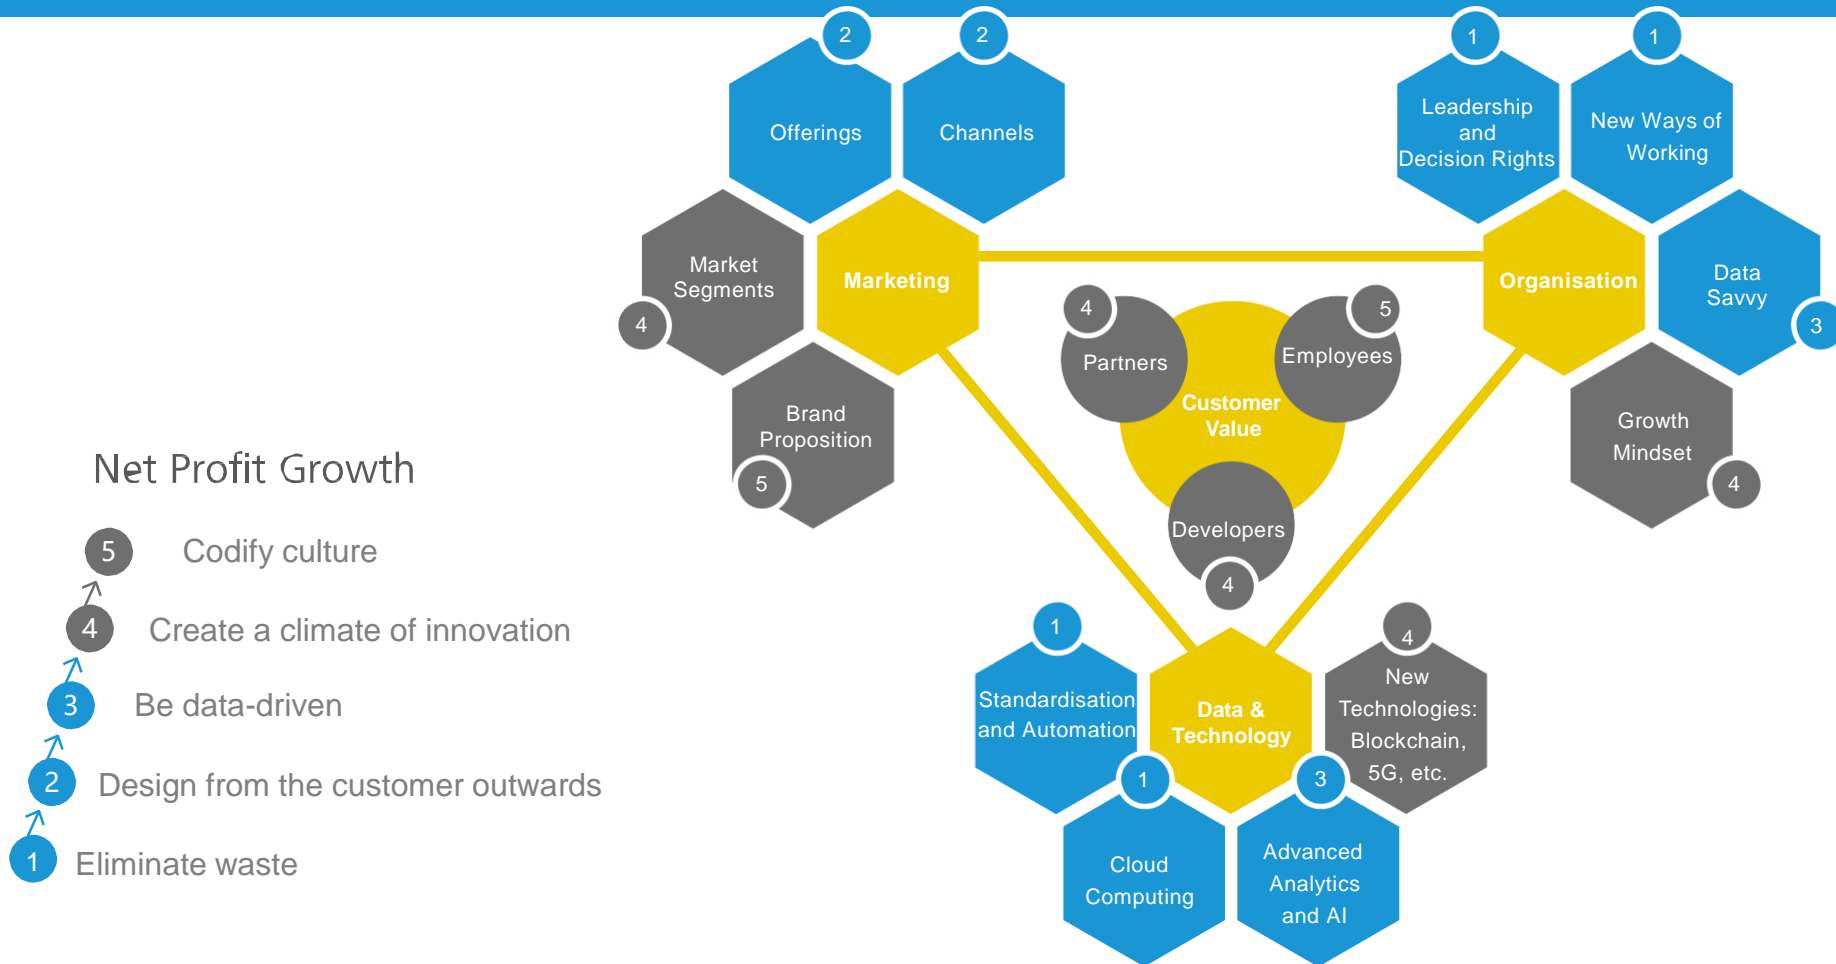 2
2
1
1
Offerings
Channels
Leadership
and
Decision Rights
New Ways of
Working
Market
Segments
4
Marketing
Organisation
Data
Savvy
3
4
Partners
5
Employees
Customer
Value
Brand
Proposition
5
Growth
Mindset
4
Developers
4
Net Profit Growth
5
Codify culture
4
Create a climate of innovation
3
Be data-driven
2
Design from the customer outwards
1
Eliminate waste
1
Standardisation
and Automation
Data &
Technology
4
New
Technologies:
Blockchain,
5G, etc.
1
Cloud
Computing
3
Advanced
Analytics
and AI